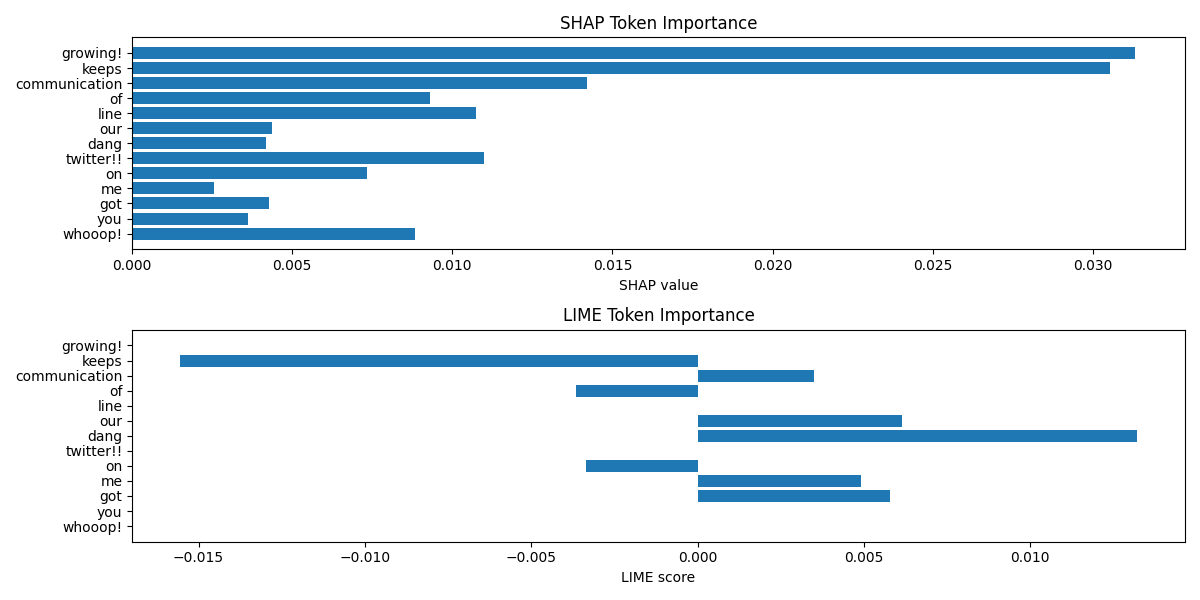 SHAP Token Importance
growing!
keeps
communication
of
line
our
dang
twitter!!
on
me
got
you
whooop!
0.000 0.005 0.010 0.015 0.020 0.025 0.030
SHAP value
LIME Token Importance
growing!
keeps
communication
of
line
our
dang
twitter!!
on
me
got
you
whooop!
−0.015 −0.010 −0.005 0.000 0.005 0.010
LIME score